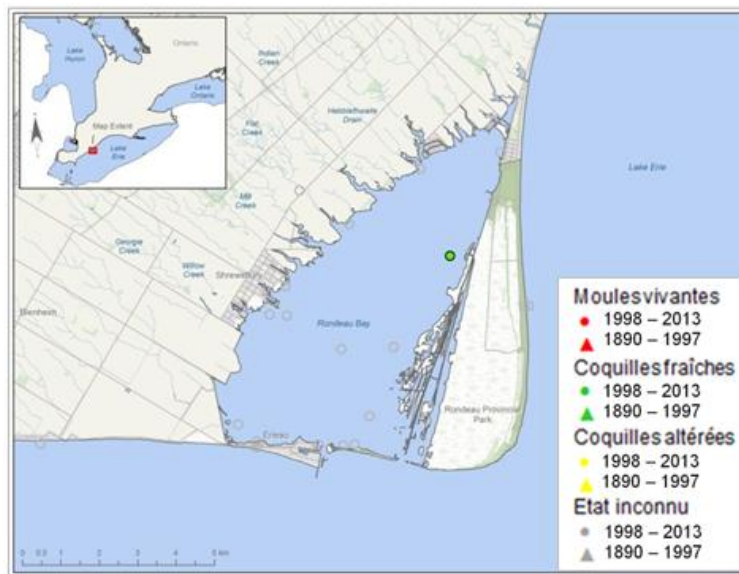 Ontario
Lake Huron
Lake Ontario
Map Extent
Lake Erie
Indian Creek
Hebblethwaite Drain
Flat Creek
Mill Creek
Lake Erie
Georgie Creek
Willow Creek
Shrewsbury
Blenheim
Rondeau Bay
Rondeau Provincial Park
Erieau
Moules vivantes
1998 – 2013
1890 – 1997
Coquilles fraîches
1998 – 2013
1890 – 1997
Coquilles altérées
1998 – 2013
1890 – 1997
Etat inconnu
1998 – 2013
1890 – 1997
0 0.5 1 2 3 4 5 km